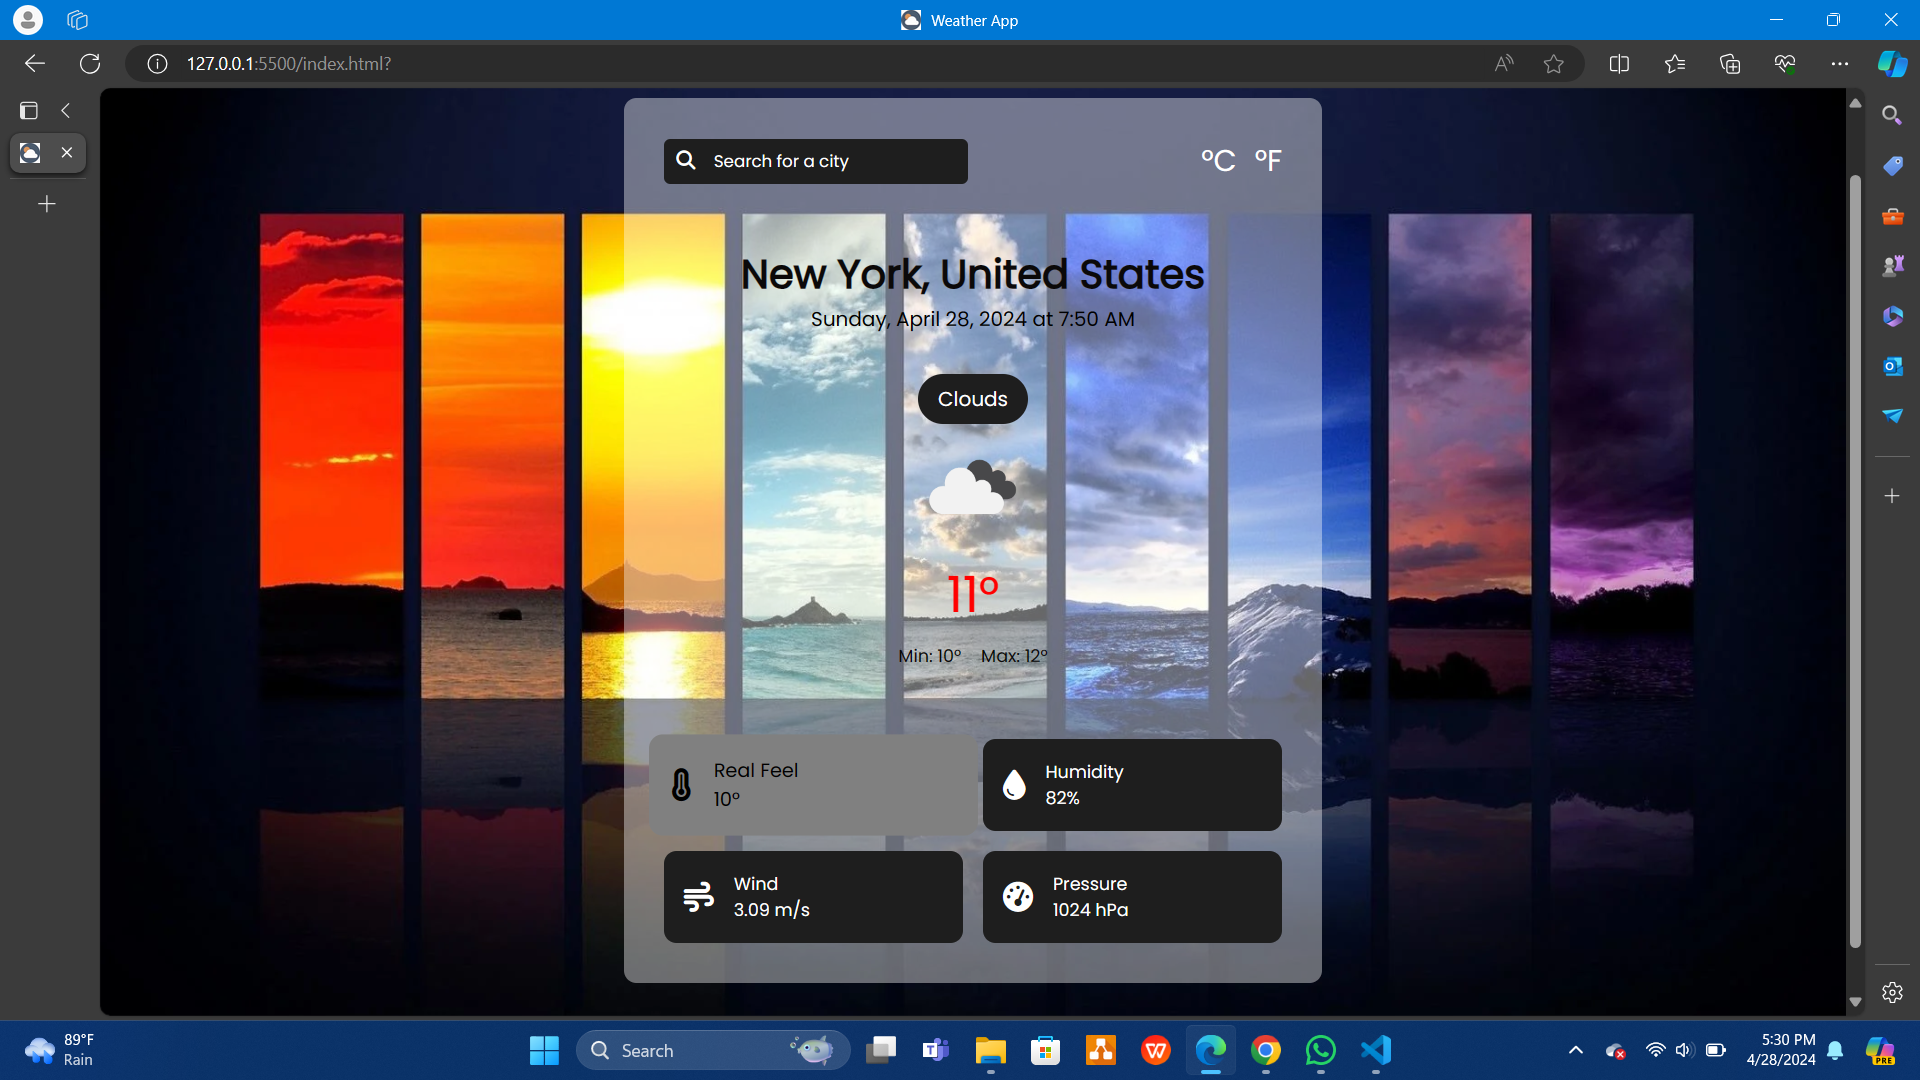 Weather App
127.0.0.1:5500/index.html?
Search for a city
°C °F
New York, United States
Sunday, April 28, 2024 at 7:50 AM
Clouds
11°
Min: 10° Max: 12°
Real Feel
10°
Humidity
82%
Wind
3.09 m/s
Pressure
1024 hPa
89°F
Rain
Search
5:30 PM
4/28/2024
PRE